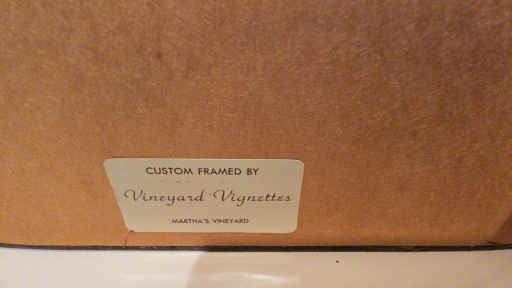 CUSTOM FRAMED BY
Vineyard Vignettes
MARTHA'S VINEYARD